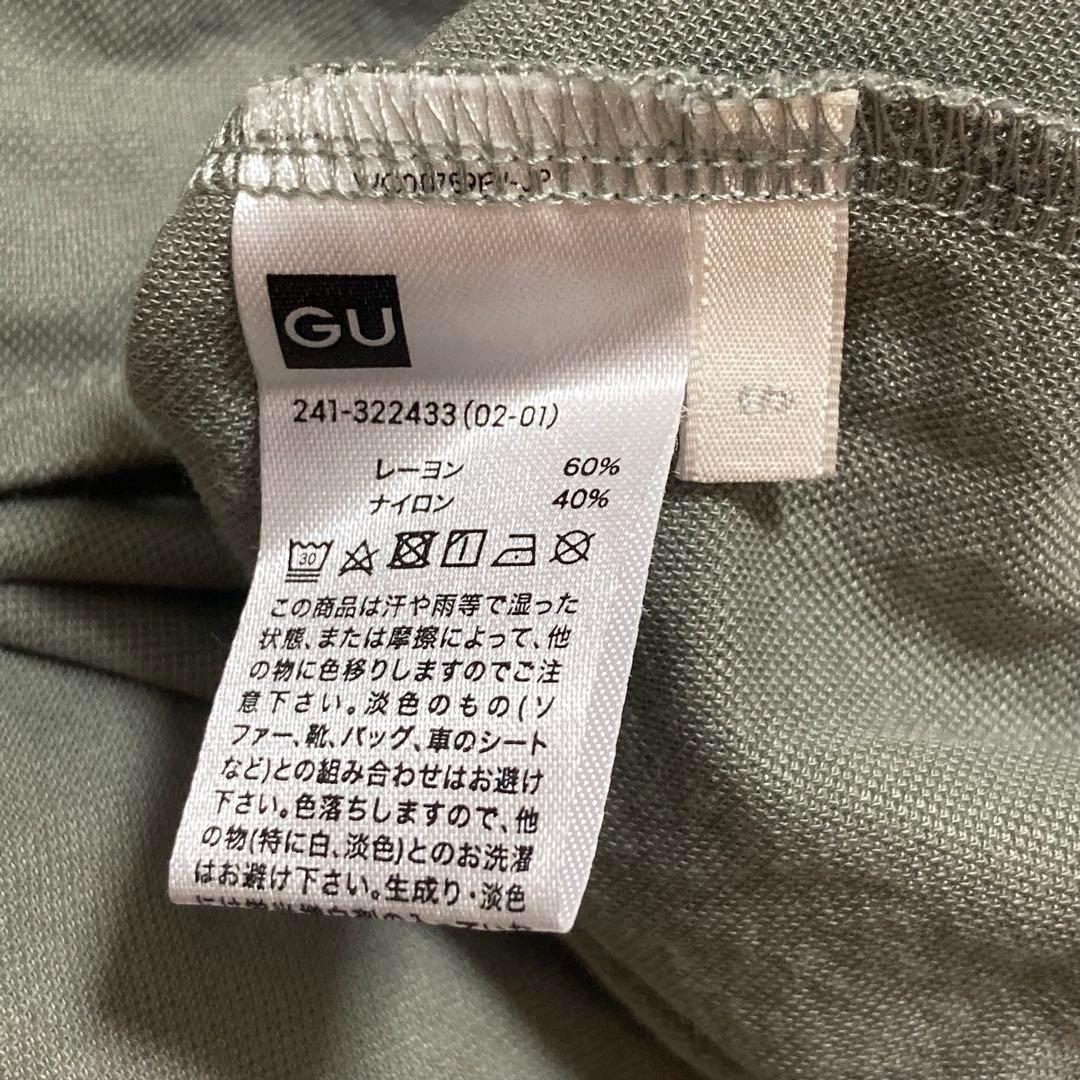 GU
241-322433(02-01)
レーヨン 60%
ナイロン 40%
30
この商品は汗や雨等で湿った
状態、または摩擦によって、他
の物に色移りしますのでご注
意下さい。淡色のもの(ソ
ファー、靴、バッグ、車のシート
など)との組み合わせはお避け
下さい。色落ちしますので、他
の物(特に白、淡色)とのお洗濯
はお避け下さい。生成り・淡色